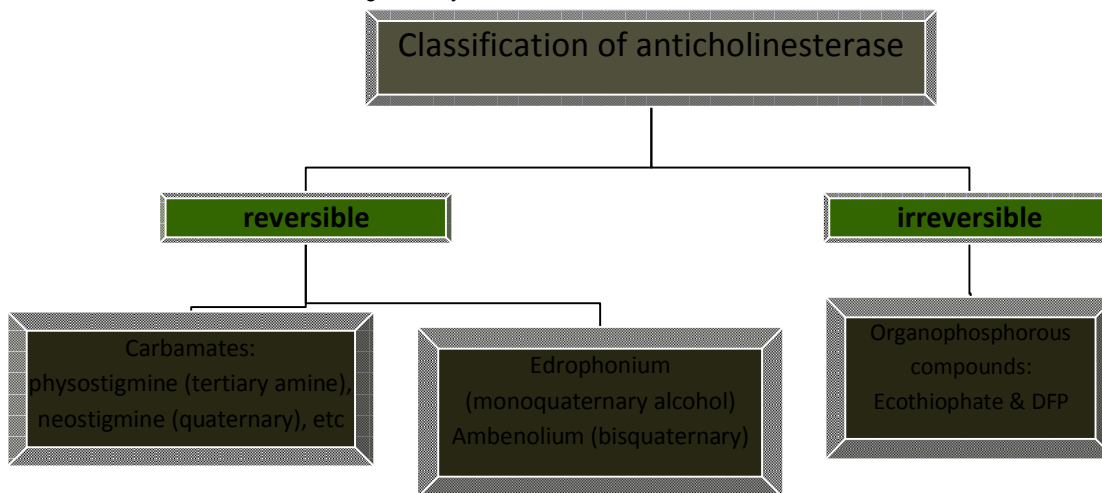 Classification of anticholinesterase
reversible
irreversible
Carbamates:
physostigmine (tertiary amine),
neostigmine (quaternary), etc
Edrophonium
(monoquaternary alcohol)
Ambenolium (bisquaternary)
Organophosphorous
compounds:
Ecothiophate & DFP